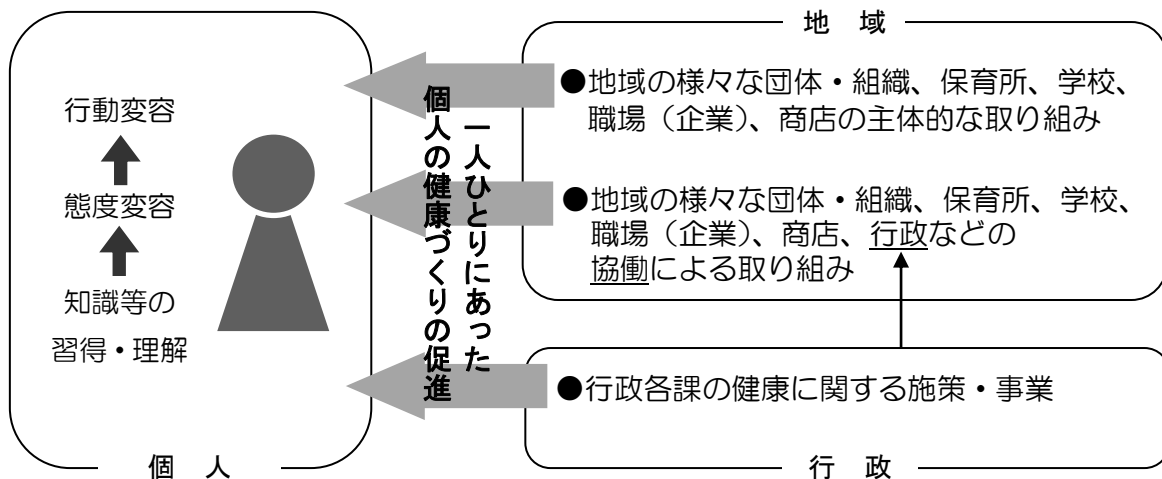 地　域
●地域の様々な団体・組織、保育所、学校、
職場（企業）、商店の主体的な取り組み
●地域の様々な団体・組織、保育所、学校、
職場（企業）、商店、行政などの
協働による取り組み
行動変容
態度変容
知識等の
習得・理解
一人ひとりにあった
個人の健康づくりの促進
●行政各課の健康に関する施策・事業
個　人
行　政